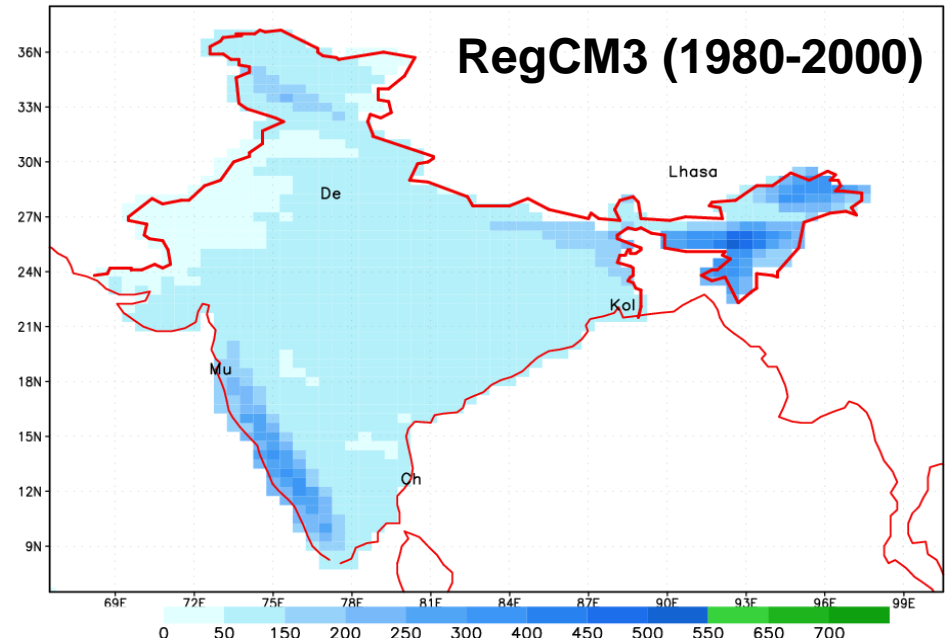 RegCM3 (1980-2000)
36N
33N
30N
27N
24N
21N
18N
15N
12N
9N
Lhasa
De
Kol
Mu
Ch
69E 72E 75E 78E 81E 84E 87E 90E 93E 96E 99E
0 50 150 200 250 300 400 450 500 550 650 700